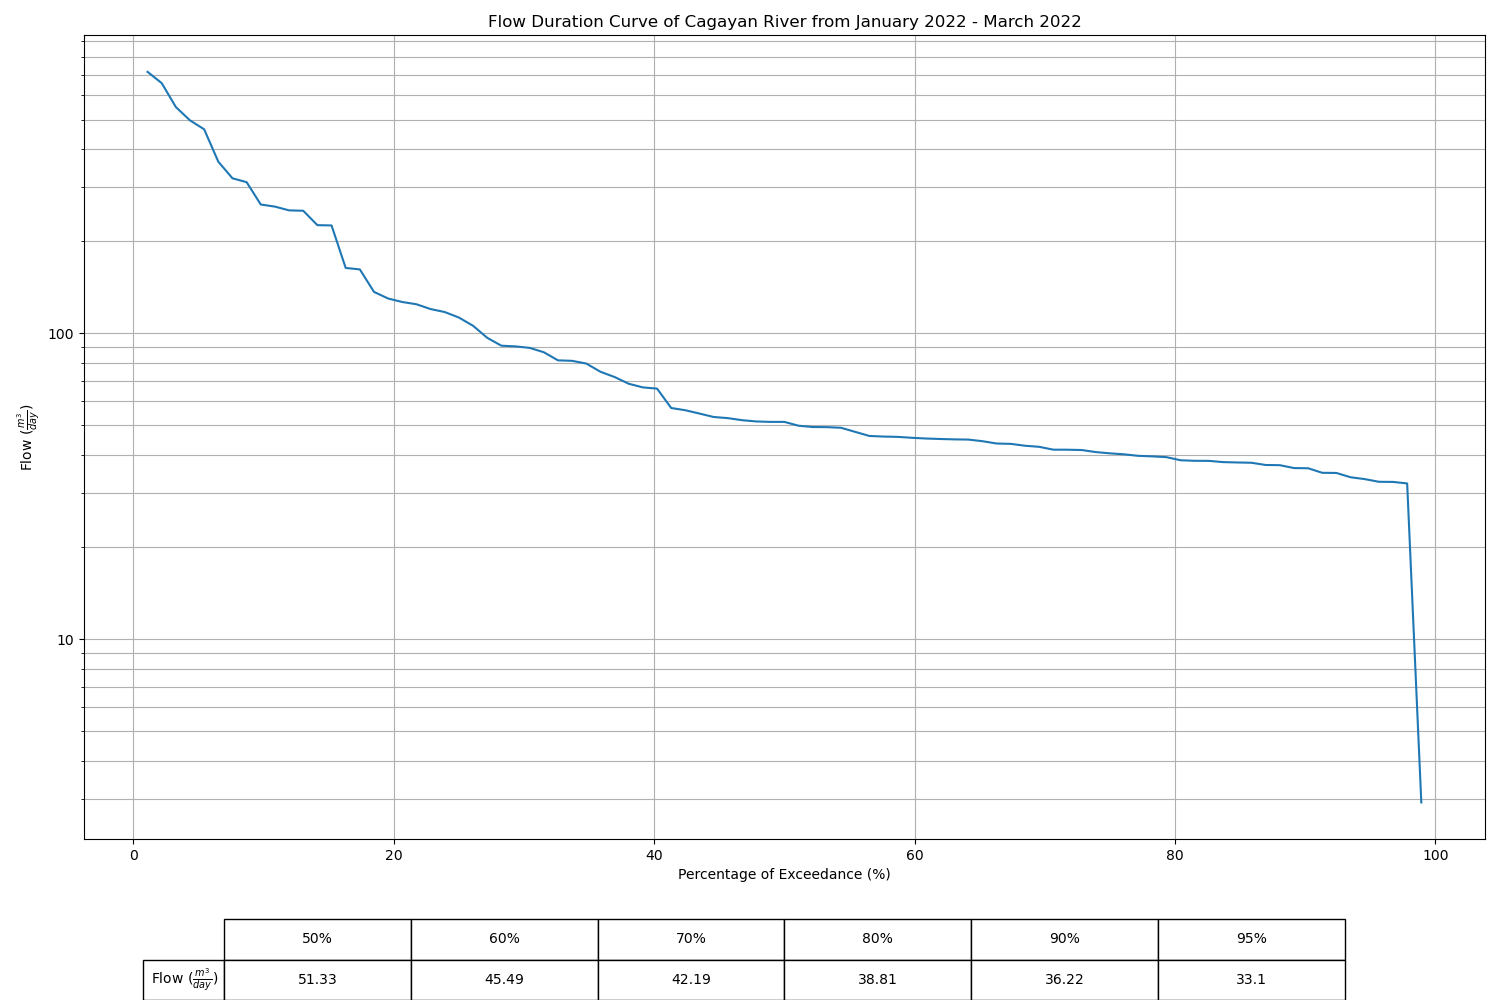 Flow Duration Curve of Cagayan River from January 2022 - March 2022
100
10
Flow (m³/day)
0 20 40 60 80 100
Percentage of Exceedance (%)
50% 60% 70% 80% 90% 95%
Flow (m³/day) 51.33 45.49 42.19 38.81 36.22 33.1